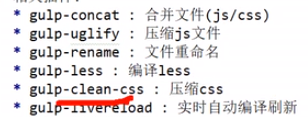 * gulp-concat : 合并文件(js/css)
* gulp-uglify : 压缩js文件
* gulp-rename : 文件重命名
* gulp-less : 编译less
* gulp-clean-css : 压缩css
* gulp-livereload : 实时自动编译刷新